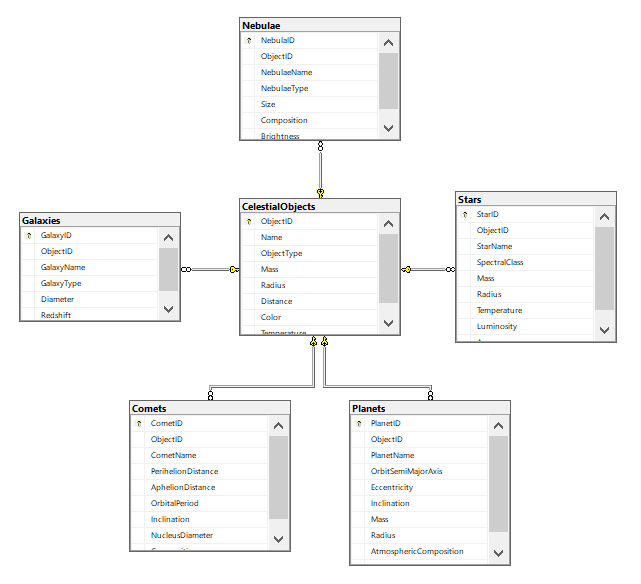 Nebulae
NebulaID
ObjectID
NebulaeName
NebulaeType
Size
Composition
Brightness
Galaxies
GalaxyID
ObjectID
GalaxyName
GalaxyType
Diameter
Redshift
CelestialObjects
ObjectID
Name
ObjectType
Mass
Radius
Distance
Color
Temperature
Stars
StarID
ObjectID
StarName
SpectralClass
Mass
Radius
Temperature
Luminosity
Comets
CometID
ObjectID
CometName
PerihelionDistance
AphelionDistance
OrbitalPeriod
Inclination
NucleusDiameter
Planets
PlanetID
ObjectID
PlanetName
OrbitSemiMajorAxis
Eccentricity
Inclination
Mass
Radius
AtmosphericComposition